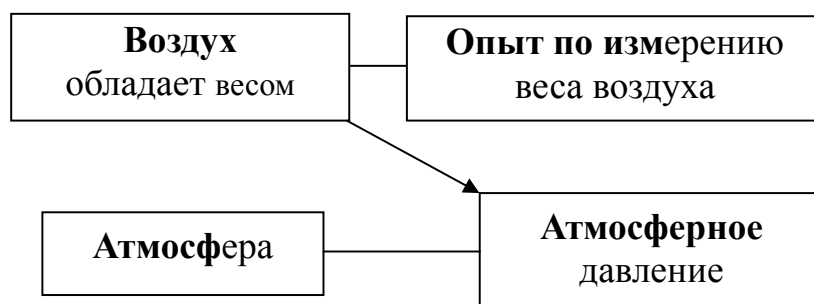 Воздух
обладает весом
Опыт по измерению
веса воздуха
Атмосфера
Атмосферное
давление